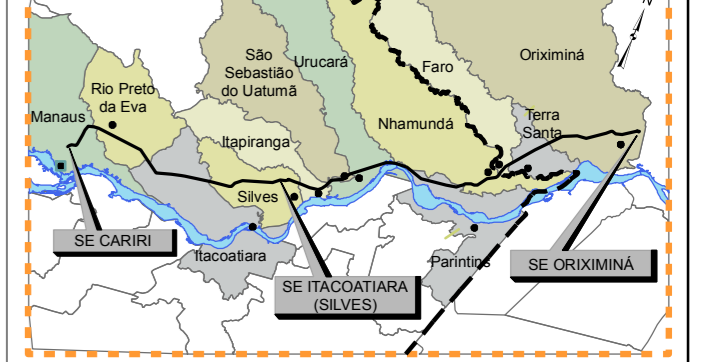 N
São
Sebastião
do Uatumã
Urucará
Faro
Oriximiná
Rio Preto
da Eva
Manaus
Nhamundá
Terra
Santa
Itapiranga
Silves
SE CARIRI
Itacoatiara
Parintins
SE ORIXIMINÁ
SE ITACOATIARA
(SILVES)